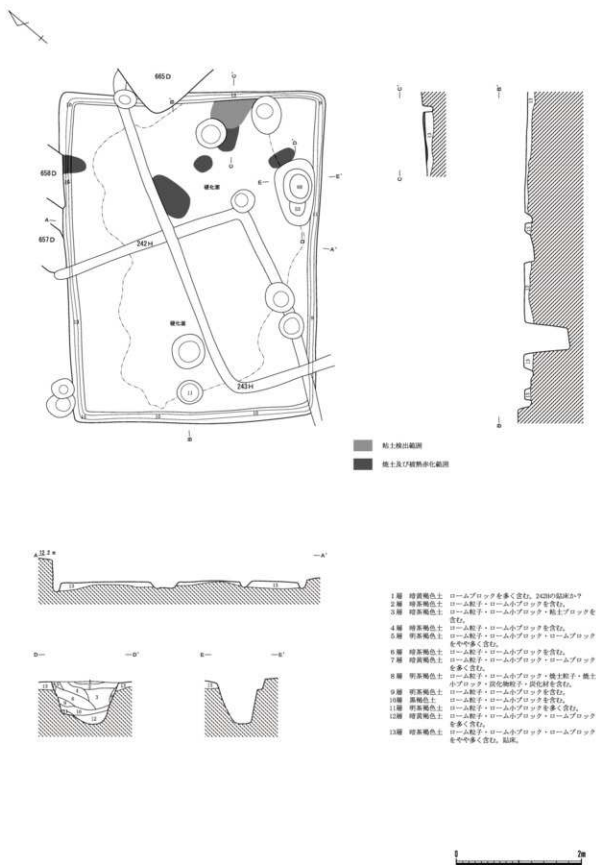 665D
658D
657D
242H
243H
硬化面
硬化面
A
A'
E
E'
11
粘土検出範囲
焼土及び被熱赤化範囲
A 12.2m
A'
D
D'
E
E'
1層 暗黄褐色土 ロームブロックを多く含む。242Hの貼床か?
2層 暗茶褐色土 ローム粒子・ローム小ブロックを含む。
3層 暗茶褐色土 ローム粒子・ローム小ブロック・粘土ブロックを
含む。
4層 暗茶褐色土 ローム粒子・ローム小ブロックを含む。
5層 明茶褐色土 ローム粒子・ローム小ブロック・ロームブロック
をやや多く含む。
6層 暗茶褐色土 ローム粒子・ローム小ブロックを含む。
7層 暗黄褐色土 ローム粒子・ローム小ブロック・ロームブロック
を多く含む。
8層 明茶褐色土 ローム粒子・ローム小ブロック・焼土粒子・焼土
小ブロック・炭化物粒子・炭化材を含む。
9層 明茶褐色土 ローム粒子・ローム小ブロックを含む。
10層 黒褐色土 ローム粒子・ローム小ブロックを含む。
11層 明茶褐色土 ローム粒子・ローム小ブロックを多く含む。
12層 暗黄褐色土 ローム粒子・ローム小ブロック・ロームブロック
を多く含む。
13層 暗茶褐色土 ローム粒子・ローム小ブロック・ロームブロック
をやや多く含む。貼床。
0 2m